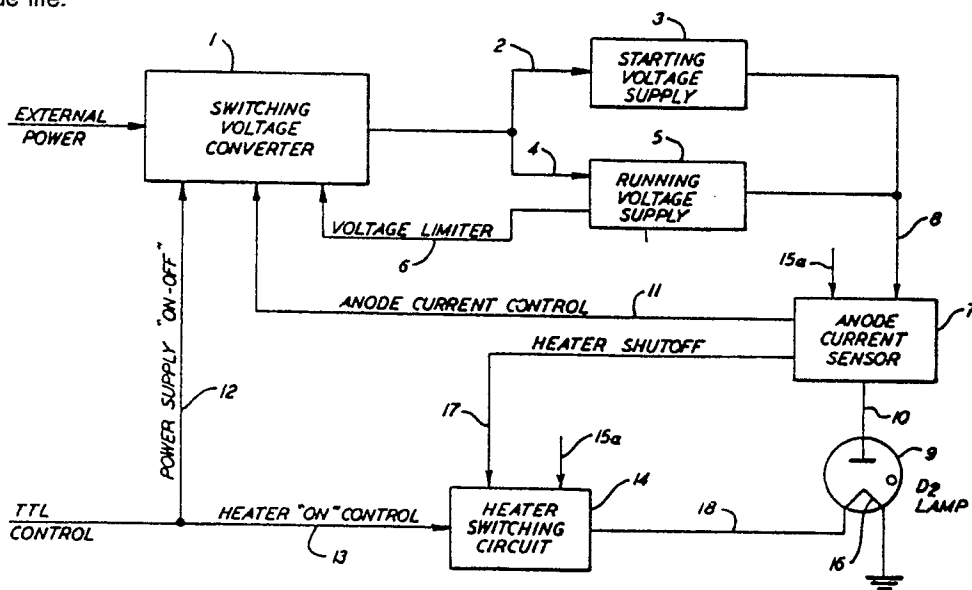 de life.
1
SWITCHING
VOLTAGE
CONVERTER
EXTERNAL
POWER
2
3
STARTING
VOLTAGE
SUPPLY
4
5
RUNNING
VOLTAGE
SUPPLY
VOLTAGE LIMITER
6
8
15a
7
ANODE
CURRENT
SENSOR
ANODE CURRENT CONTROL
11
HEATER SHUTOFF
POWER SUPPLY "ON-OFF"
12
17
15a
10
9
D2
LAMP
14
HEATER
SWITCHING
CIRCUIT
TTL
CONTROL
HEATER "ON" CONTROL
13
18
16